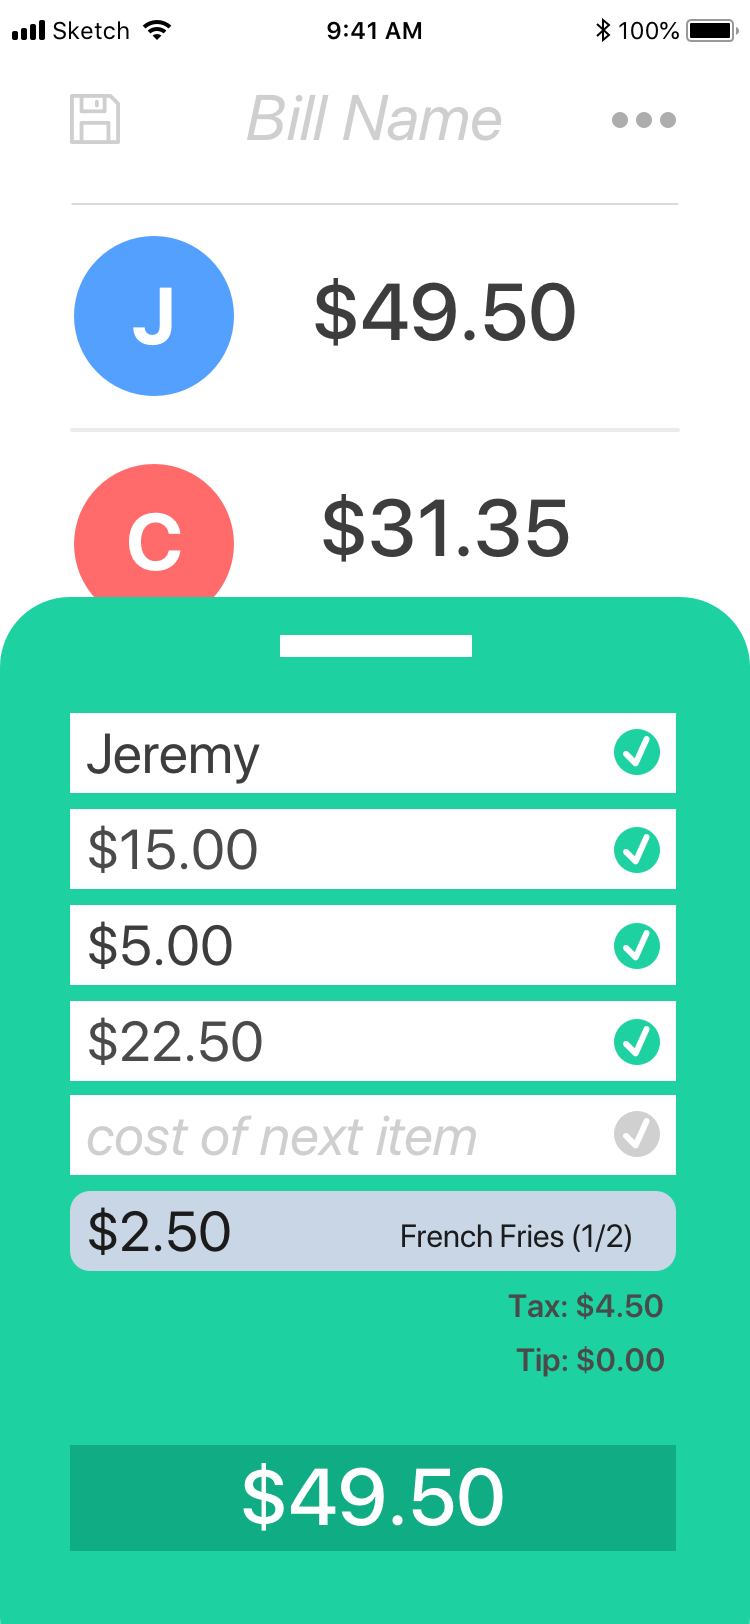 Sketch 9:41 AM 100%
Bill Name
J $49.50
C $31.35
Jeremy
$15.00
$5.00
$22.50
cost of next item
$2.50 French Fries (1/2)
Tax: $4.50
Tip: $0.00
$49.50